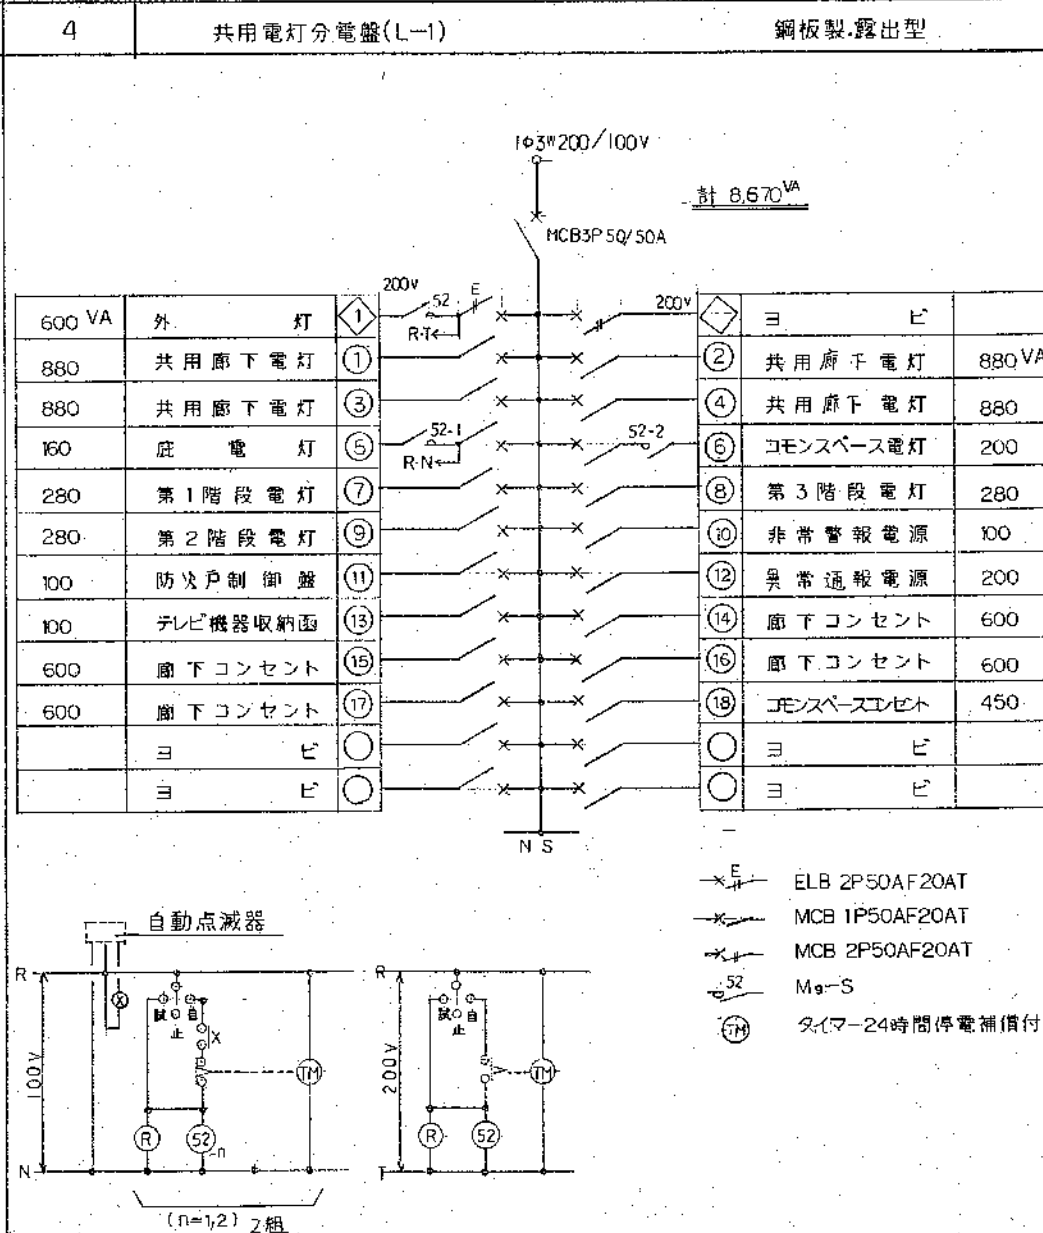 4 共用電灯分電盤(L-1) 鋼板製.露出型
1φ3W200/100V
計 8,670VA
MCB3P50/50A
200V 52 E 200V
600 VA 外 灯 1 ヨ ビ
R・T
880 共用廊下電灯 1 2 共用廊下電灯 880VA
880 共用廊下電灯 3 4 共用廊下電灯 880
160 庇電灯 5 52-1 52-2 6 コモンスペース電灯 200
R・N
280 第1階段電灯 7 8 第3階段電灯 280
280 第2階段電灯 9 10 非常警報電源 100
100 防火戸制御盤 11 12 異常通報電源 200
100 テレビ機器収納函 13 14 廊下コンセント 600
600 廊下コンセント 15 16 廊下コンセント 600
600 廊下コンセント 17 18 コモンスペースコンセント 450
ヨ ビ ヨ ビ
ヨ ビ ヨ ビ
N S
E ELB 2P50AF20AT
MCB 1P50AF20AT
MCB 2P50AF20AT
52 Mg-S
TM タイマー24時間停電補償付
自動点滅器
R R
X 試 自 試 自
止 X 止
100V TM 200V TM
R 52-n R 52
N T
(n=1,2) 2組